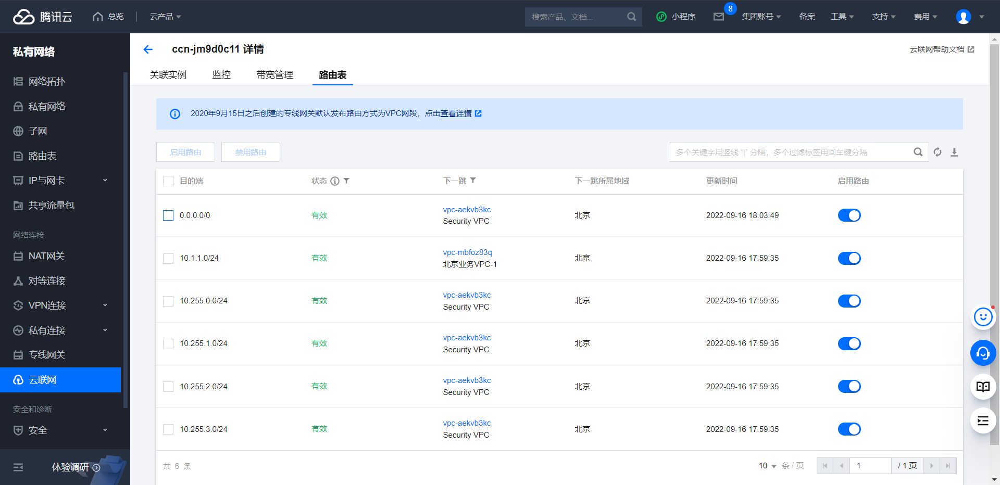 腾讯云
总览
云产品
搜索产品、文档...
小程序
8
集团账号
备案
工具
支持
费用
私有网络
网络拓扑
私有网络
子网
路由表
IP与网卡
共享流量包
网络连接
NAT网关
对等连接
VPN连接
私有连接
专线网关
云联网
安全和诊断
安全
体验调研
ccn-jm9d0c11 详情
云联网帮助文档
关联实例 监控 带宽管理 路由表
2020年9月15日之后创建的专线网关默认发布路由方式为VPC网段，点击查看详情
启用路由 禁用路由
多个关键字用竖线 "|" 分隔，多个过滤标签用回车键分隔
目的端 状态 下一跳 下一跳所属地域 更新时间 启用路由
0.0.0.0/0 有效 vpc-aekvb3kc 北京 2022-09-16 18:03:49
Security VPC
10.1.1.0/24 有效 vpc-mbfoz83q 北京 2022-09-16 17:59:35
北京业务VPC-1
10.255.0.0/24 有效 vpc-aekvb3kc 北京 2022-09-16 17:59:35
Security VPC
10.255.1.0/24 有效 vpc-aekvb3kc 北京 2022-09-16 17:59:35
Security VPC
10.255.2.0/24 有效 vpc-aekvb3kc 北京 2022-09-16 17:59:35
Security VPC
10.255.3.0/24 有效 vpc-aekvb3kc 北京 2022-09-16 17:59:35
Security VPC
共 6 条
10 条 / 页
1 / 1 页